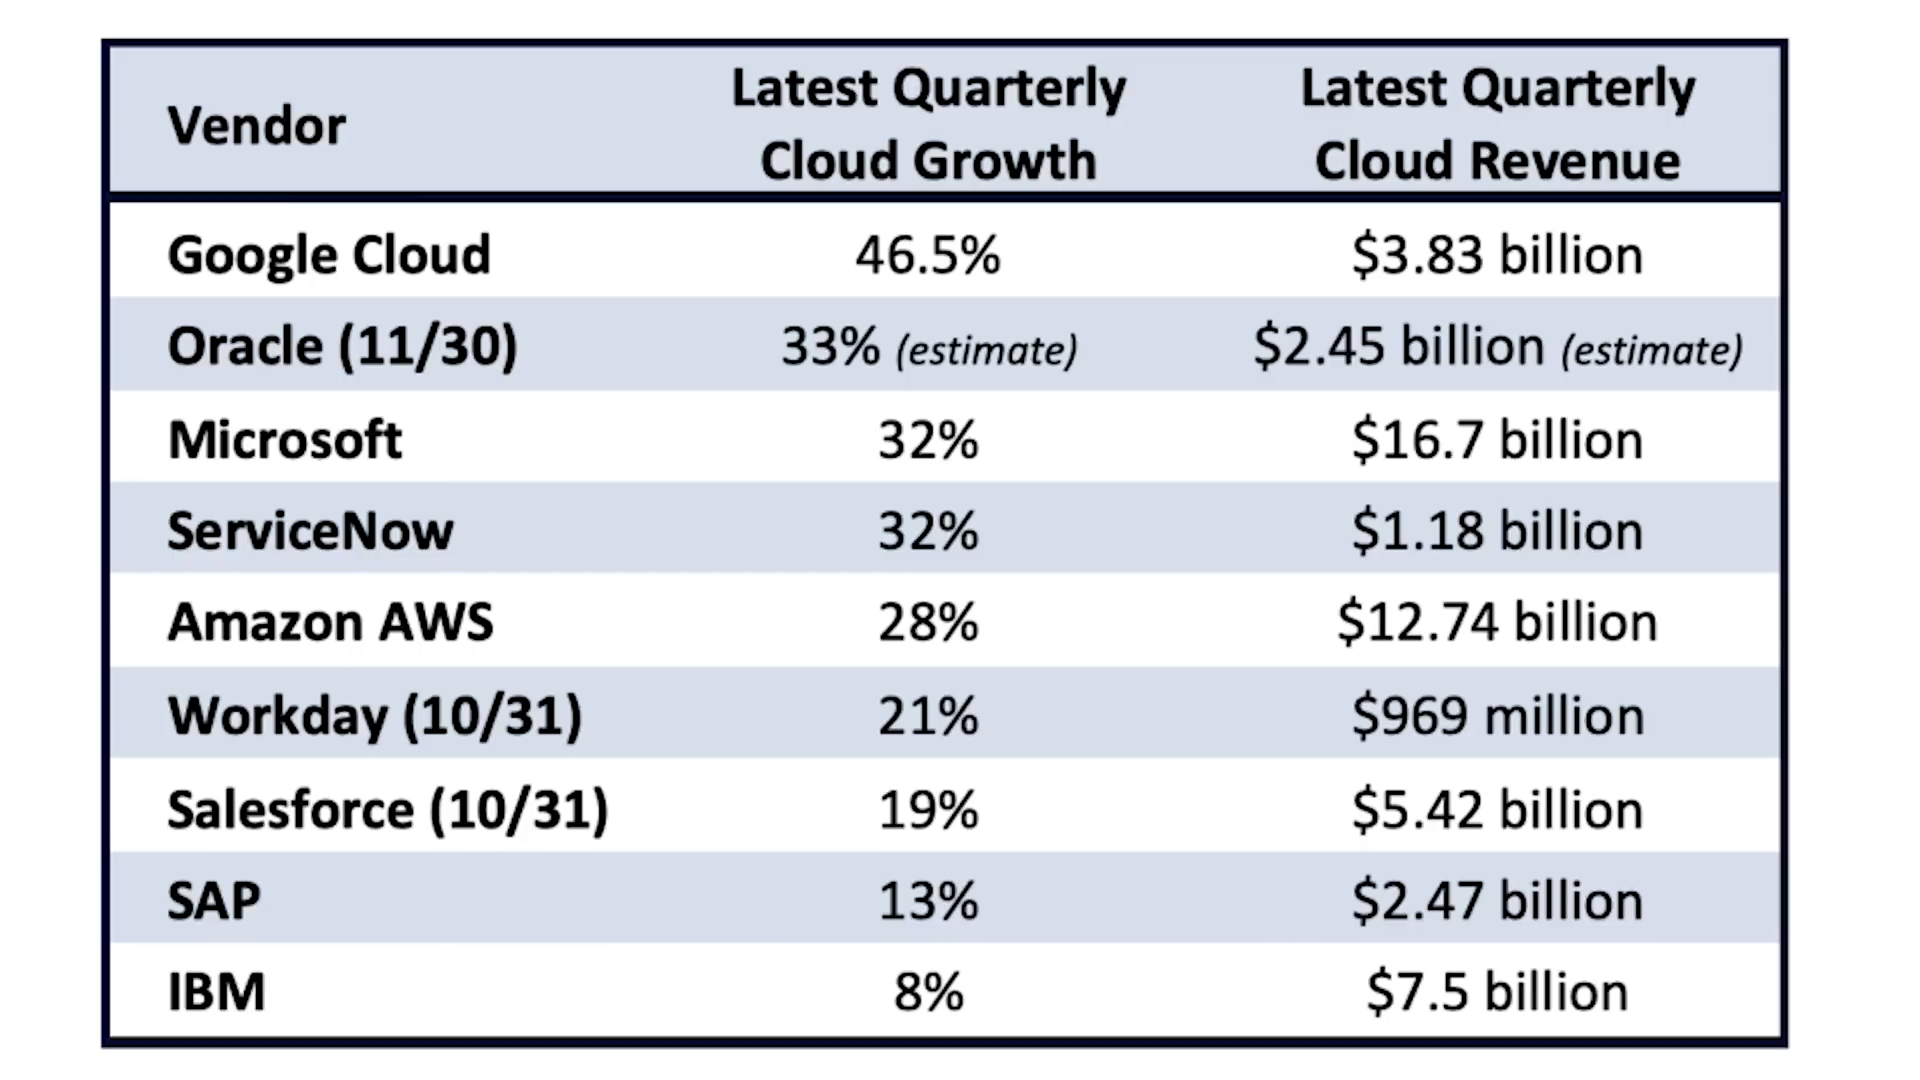 Vendor Latest Quarterly Cloud Growth Latest Quarterly Cloud Revenue
Google Cloud 46.5% $3.83 billion
Oracle (11/30) 33% (estimate) $2.45 billion (estimate)
Microsoft 32% $16.7 billion
ServiceNow 32% $1.18 billion
Amazon AWS 28% $12.74 billion
Workday (10/31) 21% $969 million
Salesforce (10/31) 19% $5.42 billion
SAP 13% $2.47 billion
IBM 8% $7.5 billion